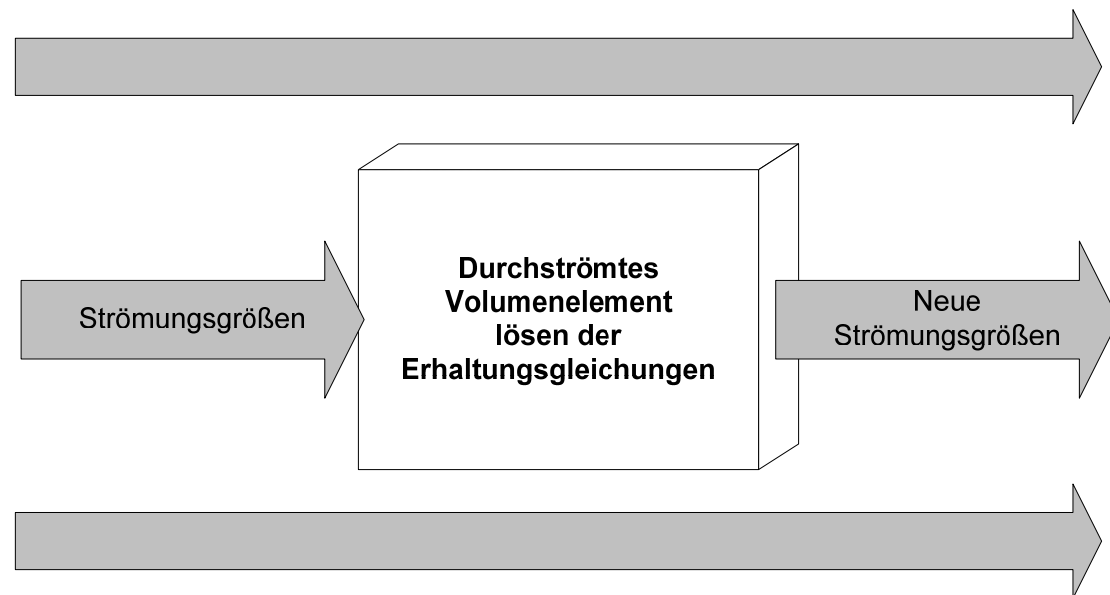 Strömungsgrößen
Durchströmtes
Volumenelement
lösen der
Erhaltungsgleichungen
Neue
Strömungsgrößen